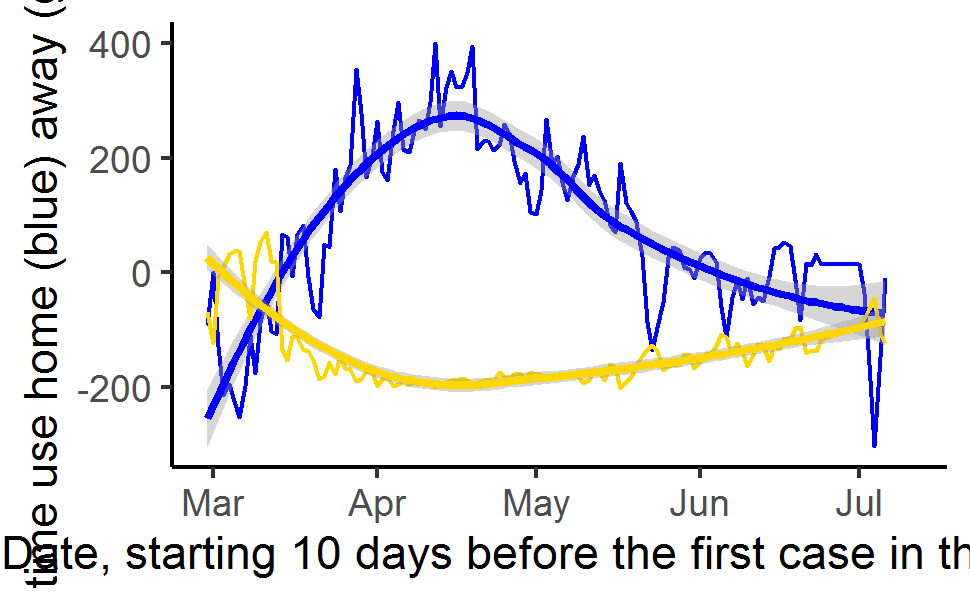 time use home (blue) away (
400
200
0
-200
Mar Apr May Jun Jul
Date, starting 10 days before the first case in th